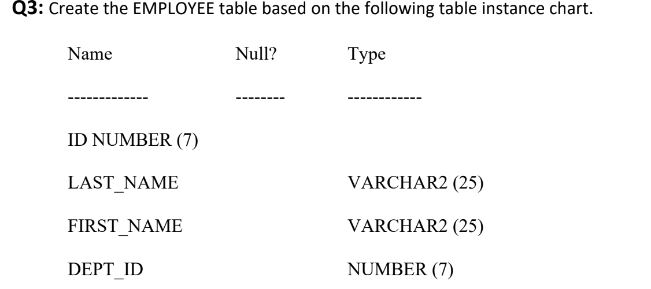 Q3: Create the EMPLOYEE table based on the following table instance chart.
Name Null? Type
------------- -------- ------------
ID NUMBER (7)
LAST_NAME VARCHAR2 (25)
FIRST_NAME VARCHAR2 (25)
DEPT_ID NUMBER (7)